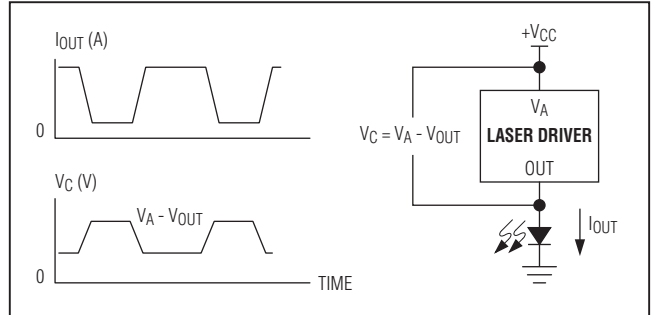 IOUT (A)
0
VC (V)
VA - VOUT
0
TIME
+VCC
VA
VC = VA - VOUT
LASER DRIVER
OUT
IOUT